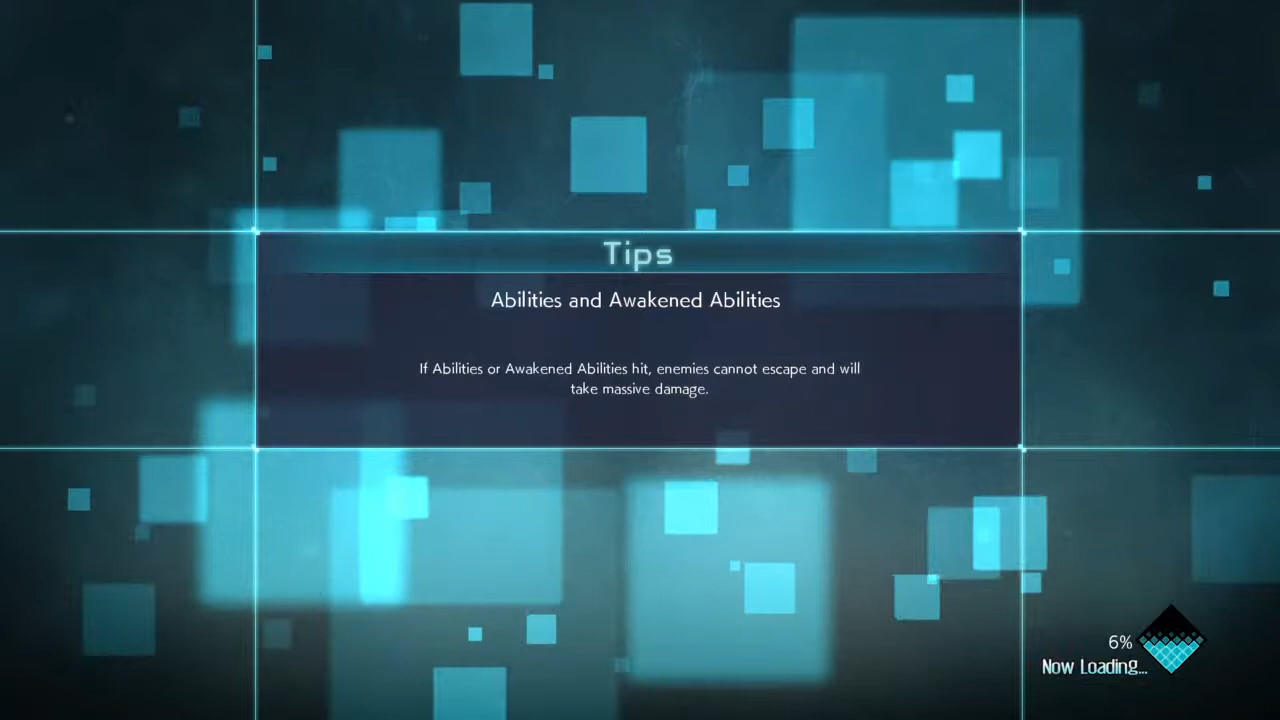 Tips
Abilities and Awakened Abilities
If Abilities or Awakened Abilities hit, enemies cannot escape and will
take massive damage.
6%
Now Loading...